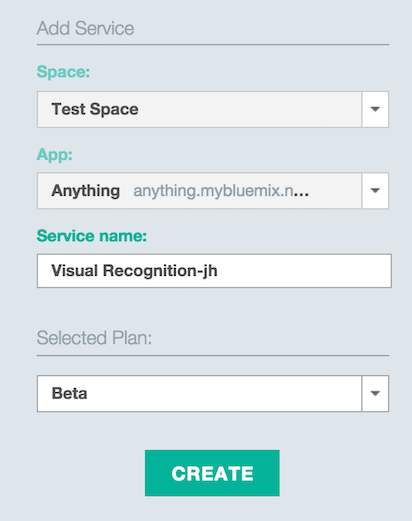 Add Service
Space:
Test Space
App:
Anything anything.mybluemix.n...
Service name:
Visual Recognition-jh
Selected Plan:
Beta
CREATE